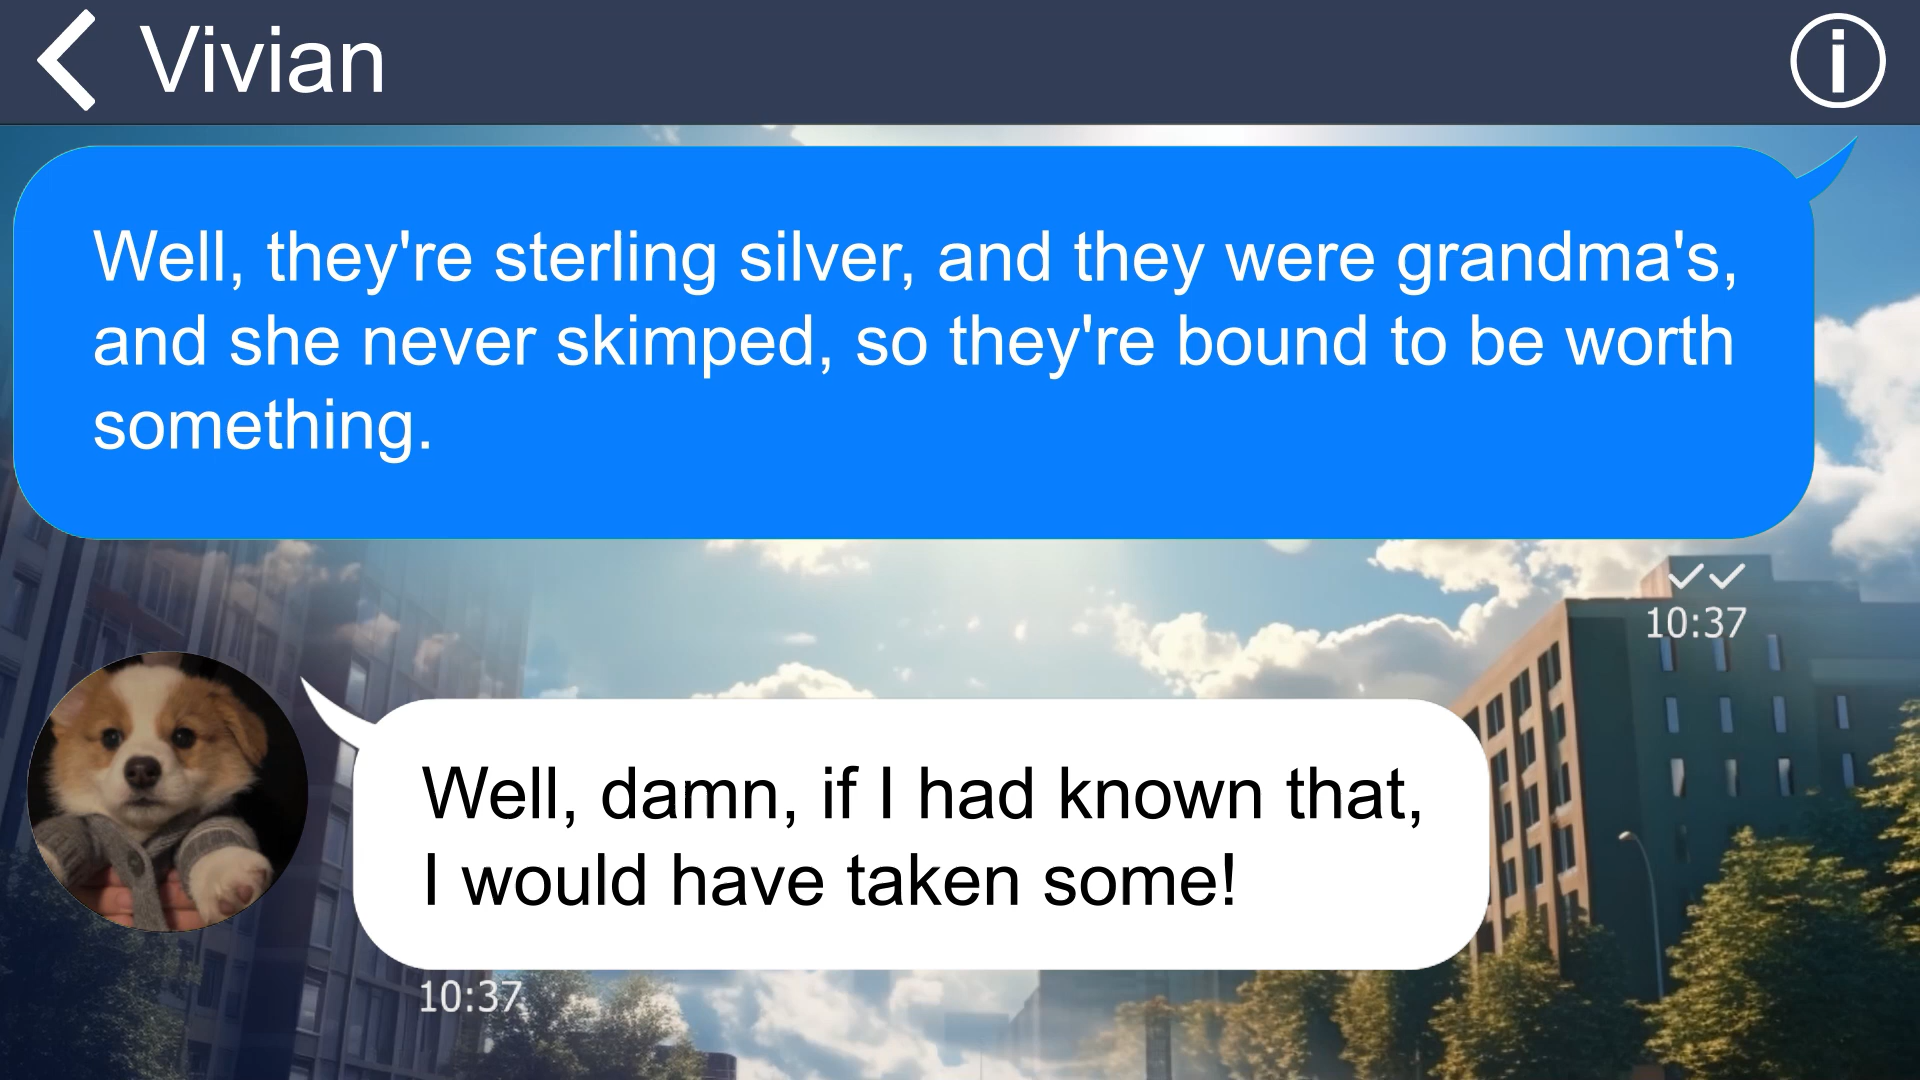 Vivian
Well, they're sterling silver, and they were grandma's,
and she never skimped, so they're bound to be worth
something.
10:37
Well, damn, if I had known that,
I would have taken some!
10:37